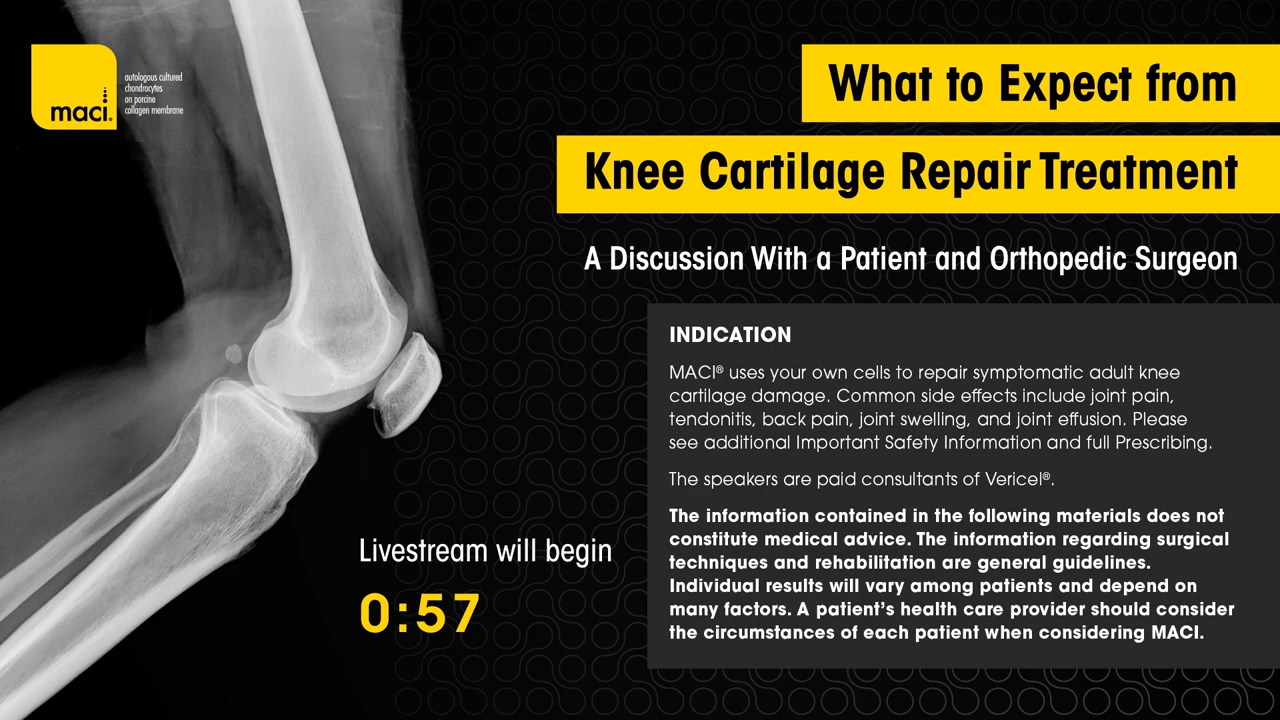 maci®
autologous cultured
chondrocytes
on porcine
collagen membrane
What to Expect from
Knee Cartilage Repair Treatment
A Discussion With a Patient and Orthopedic Surgeon
INDICATION
MACI® uses your own cells to repair symptomatic adult knee
cartilage damage. Common side effects include joint pain,
tendonitis, back pain, joint swelling, and joint effusion. Please
see additional Important Safety Information and full Prescribing.
The speakers are paid consultants of Vericel®.
The information contained in the following materials does not
constitute medical advice. The information regarding surgical
techniques and rehabilitation are general guidelines.
Individual results will vary among patients and depend on
many factors. A patient’s health care provider should consider
the circumstances of each patient when considering MACI.
Livestream will begin
0:57